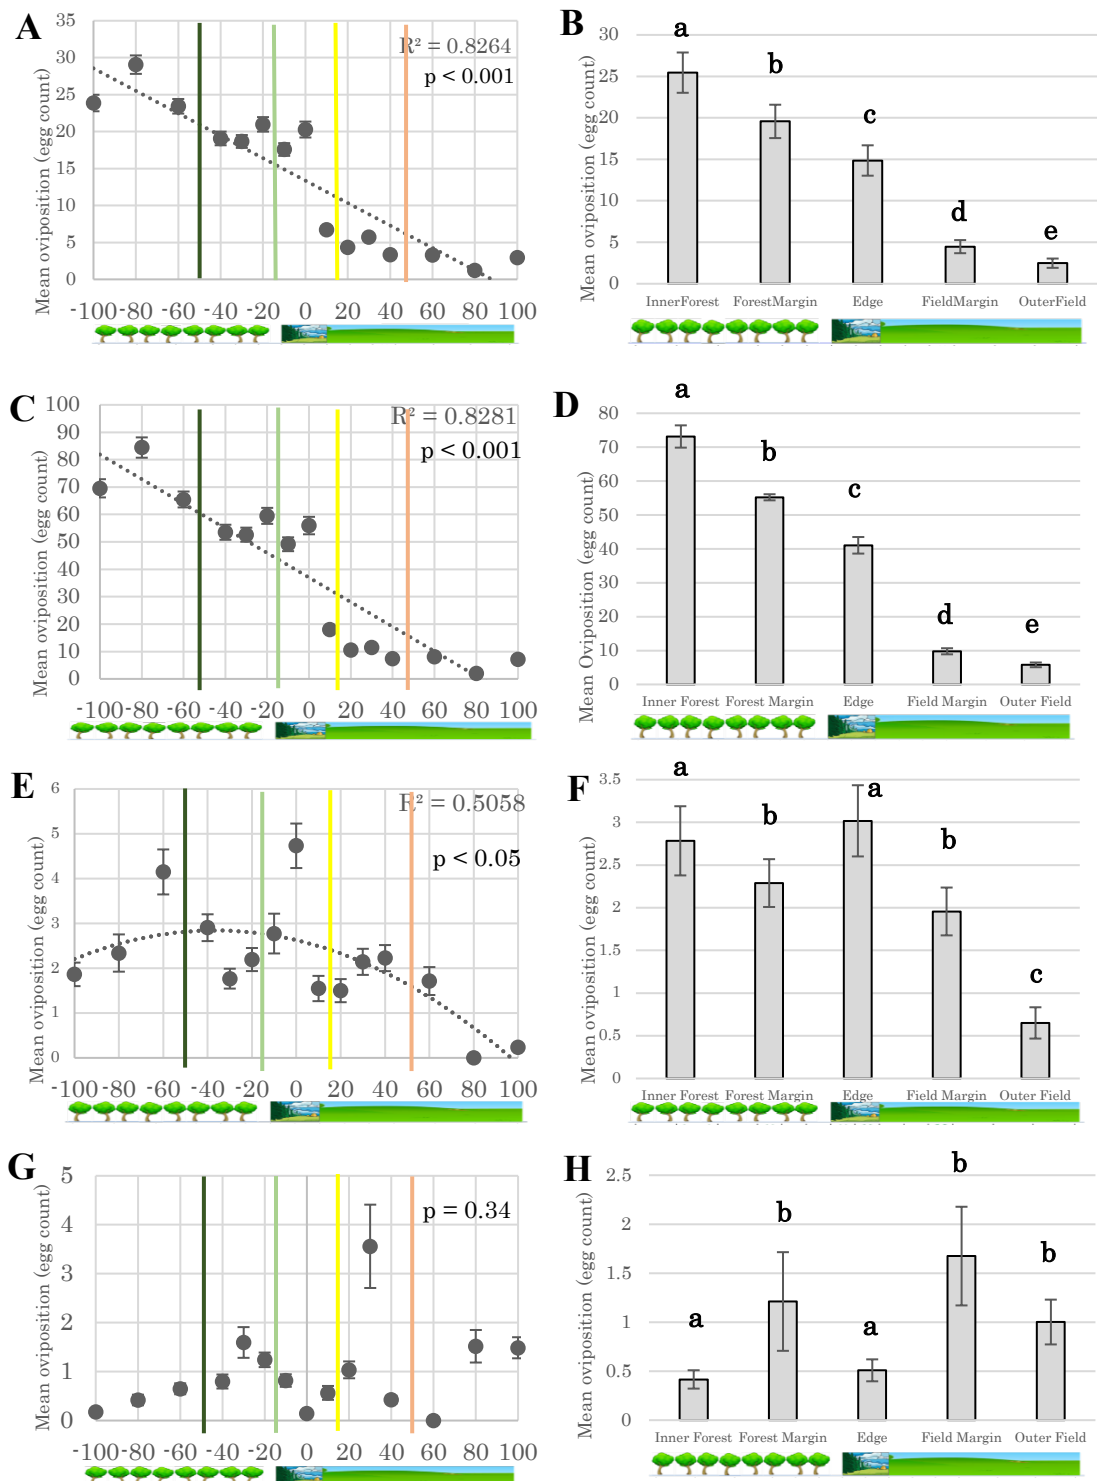 A
Mean oviposition (egg count)
35
30
25
20
15
10
5
0
R² = 0.8264
p < 0.001
-100 -80 -60 -40 -20 0 20 40 60 80 100
B
Mean oviposition (egg count)
30
25
20
15
10
5
0
a
b
c
d
e
InnerForest ForestMargin Edge FieldMargin OuterField
C
Mean oviposition (egg count)
100
90
80
70
60
50
40
30
20
10
0
R² = 0.8281
p < 0.001
-100 -80 -60 -40 -20 0 20 40 60 80 100
D
Mean Oviposition (egg count)
80
70
60
50
40
30
20
10
0
a
b
c
d
e
Inner Forest Forest Margin Edge Field Margin Outer Field
E
Mean oviposition (egg count)
6
5
4
3
2
1
0
R² = 0.5058
p < 0.05
-100 -80 -60 -40 -20 0 20 40 60 80 100
F
Mean oviposition (egg count)
3.5
3
2.5
2
1.5
1
0.5
0
a
b
a
b
c
Inner Forest Forest Margin Edge Field Margin Outer Field
G
Mean oviposition (egg count)
5
4
3
2
1
0
p = 0.34
-100 -80 -60 -40 -20 0 20 40 60 80 100
H
Mean oviposition (egg count)
2.5
2
1.5
1
0.5
0
a
b
a
b
b
Inner Forest Forest Margin Edge Field Margin Outer Field